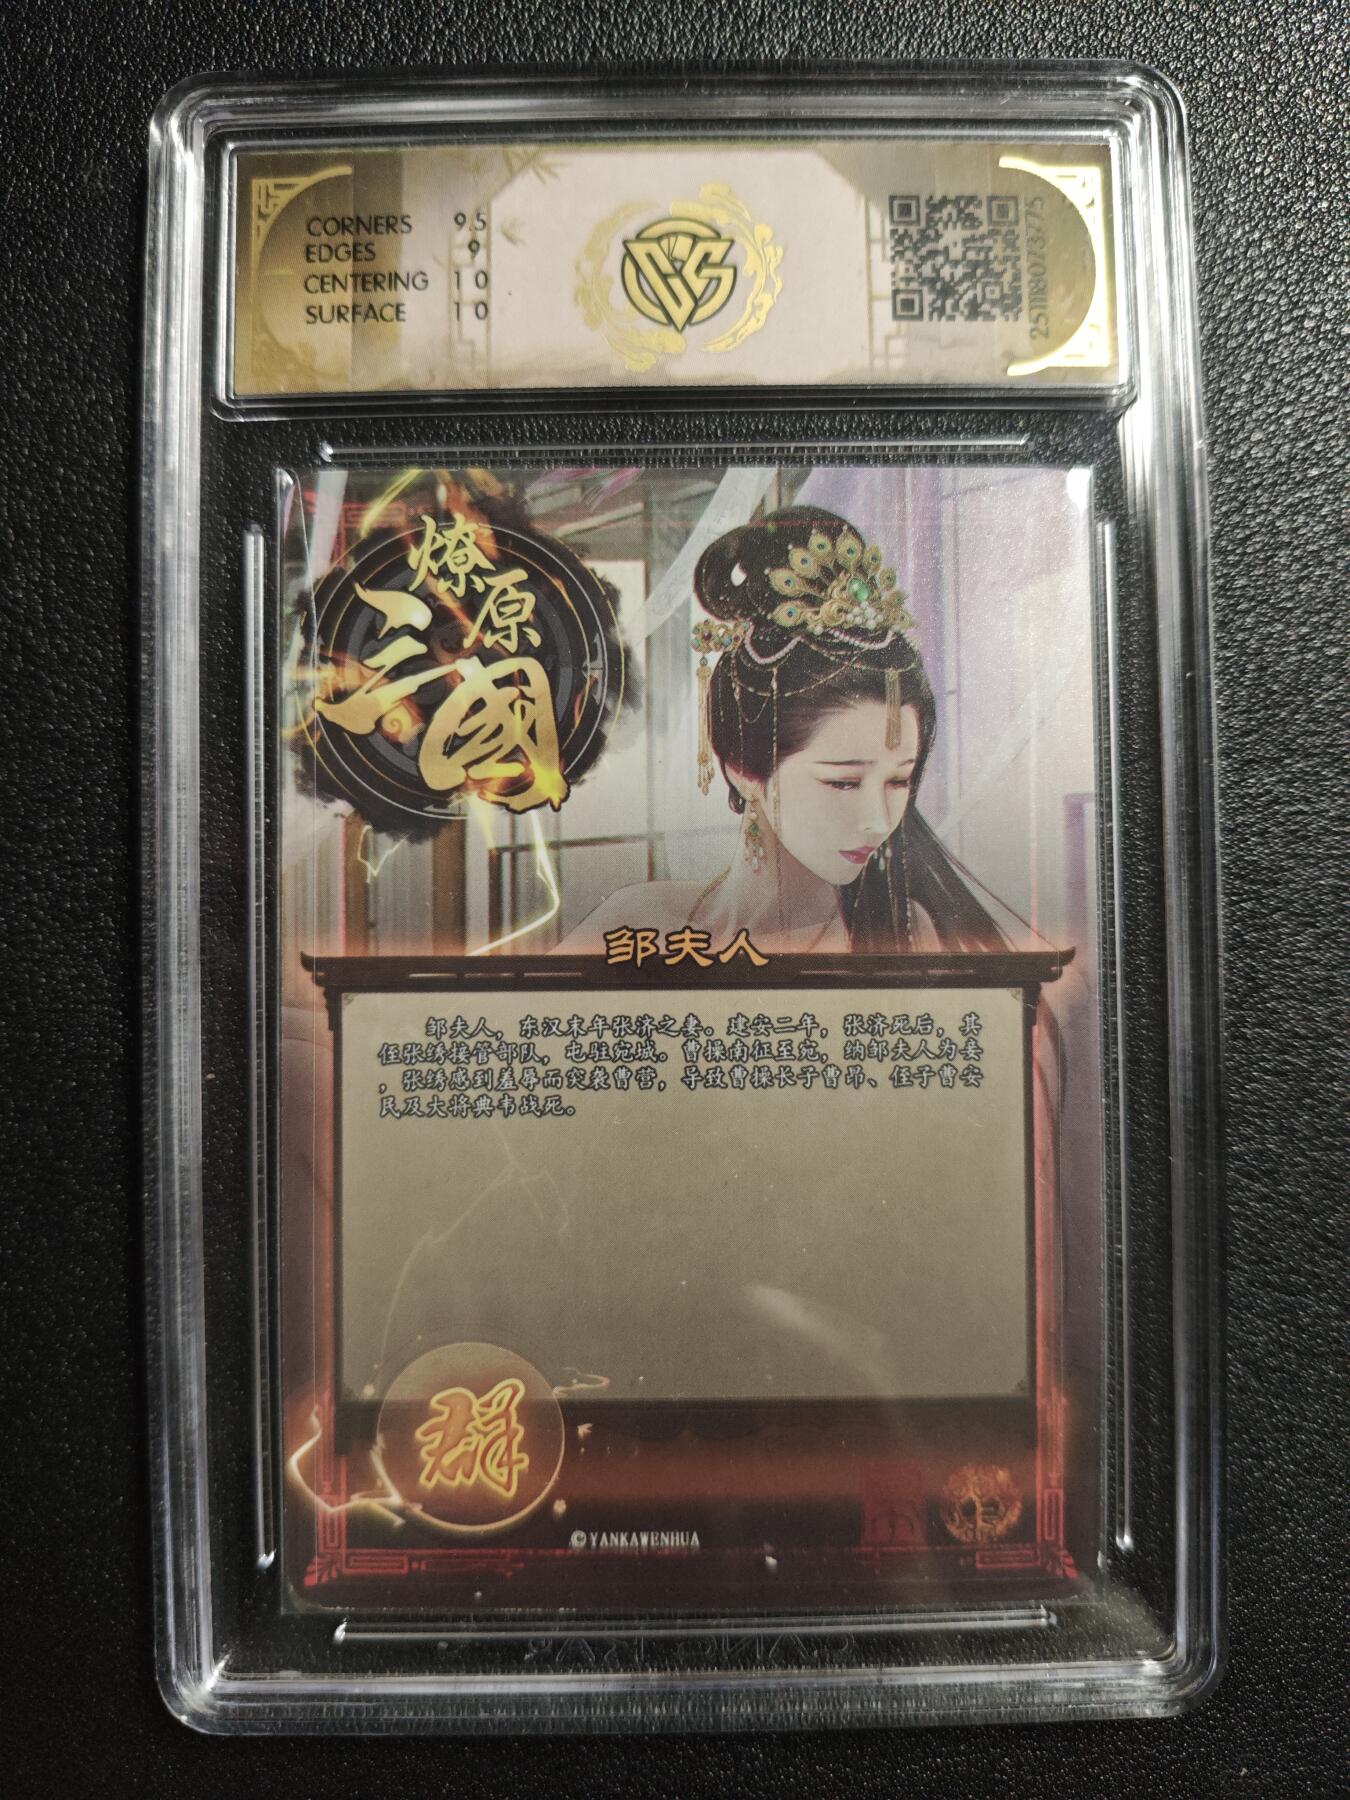 CORNERS 9.5
EDGES 9
CENTERING 10
SURFACE 10
CVS
25111807B775
燎原
三國
邹夫人
邹夫人，东汉末年张济之妻。建安二年，张济死后，其
侄张绣接管部队，屯驻宛城。曹操南征至宛，纳邹夫人为妾
，张绣感到羞辱而突袭曹营，导致曹操长子曹昂、侄子曹安
民及大将典韦战死。
群
©YANKAWENHUA